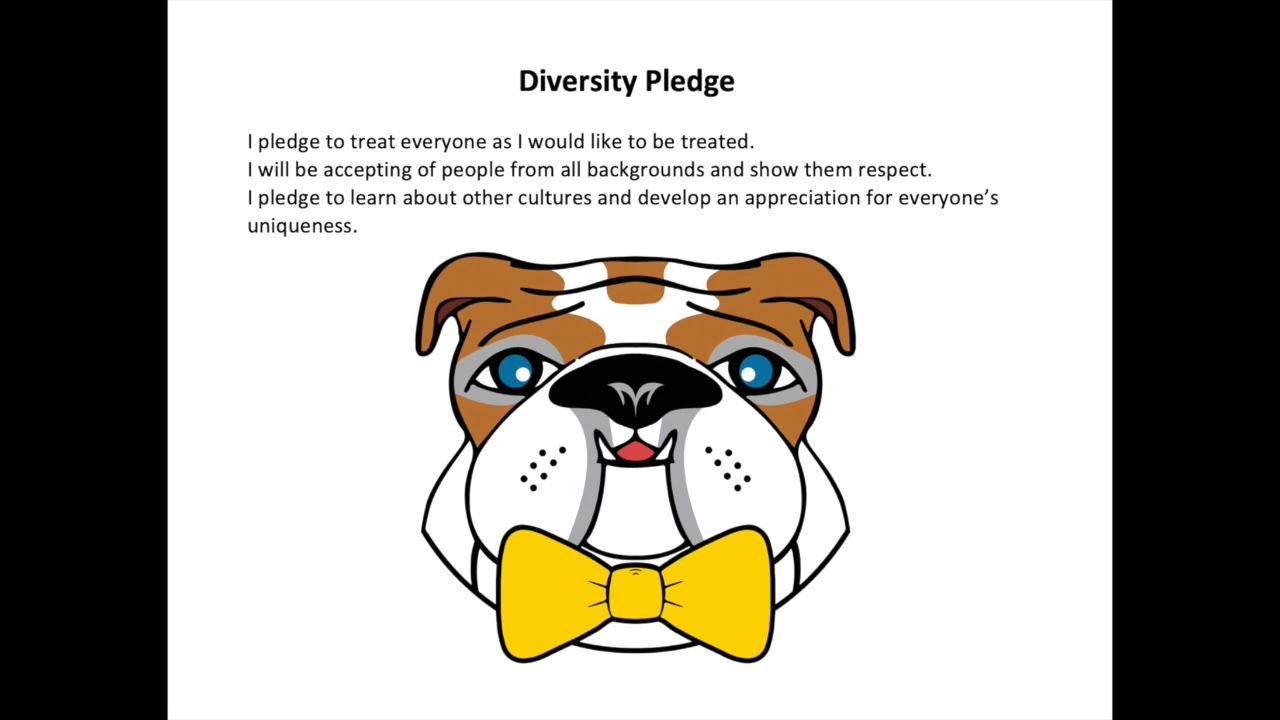 Diversity Pledge
I pledge to treat everyone as I would like to be treated.
I will be accepting of people from all backgrounds and show them respect.
I pledge to learn about other cultures and develop an appreciation for everyone’s
uniqueness.